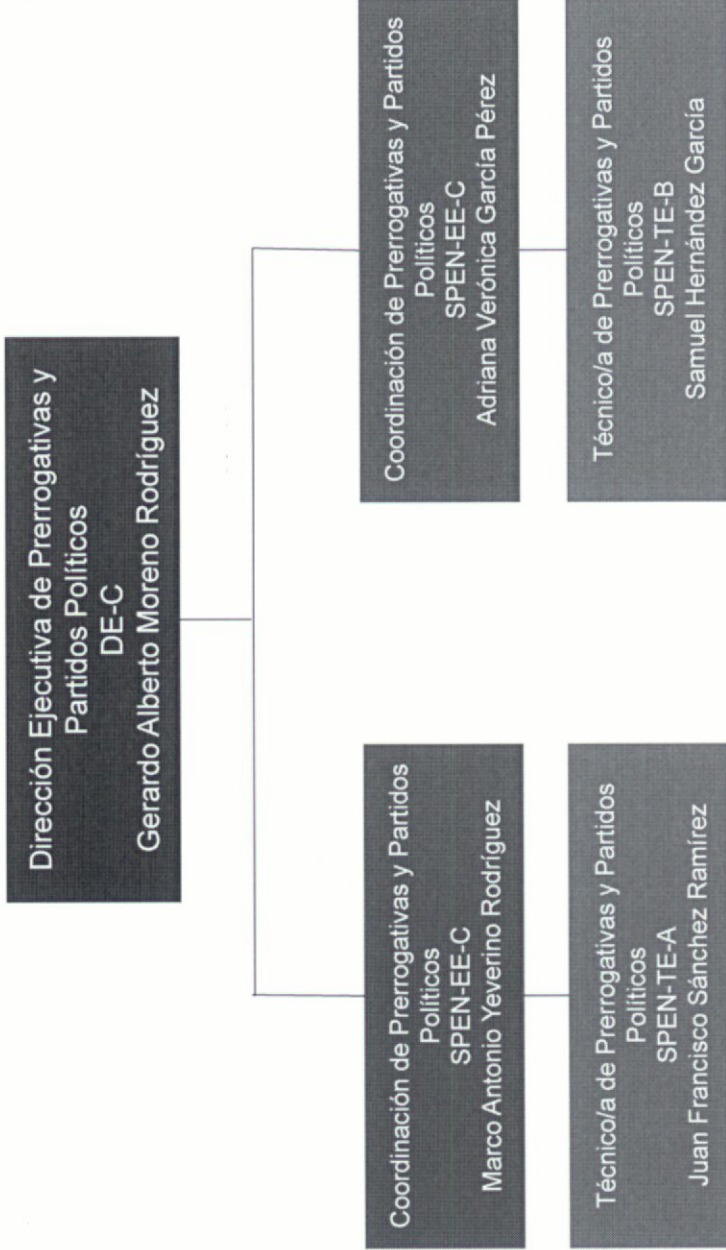 Dirección Ejecutiva de Prerrogativas y
Partidos Políticos
DE-C
Gerardo Alberto Moreno Rodríguez
Coordinación de Prerrogativas y Partidos
Políticos
SPEN-EE-C
Marco Antonio Yeverino Rodríguez
Coordinación de Prerrogativas y Partidos
Políticos
SPEN-EE-C
Adriana Verónica García Pérez
Técnico/a de Prerrogativas y Partidos
Políticos
SPEN-TE-A
Juan Francisco Sánchez Ramírez
Técnico/a de Prerrogativas y Partidos
Políticos
SPEN-TE-B
Samuel Hernández García